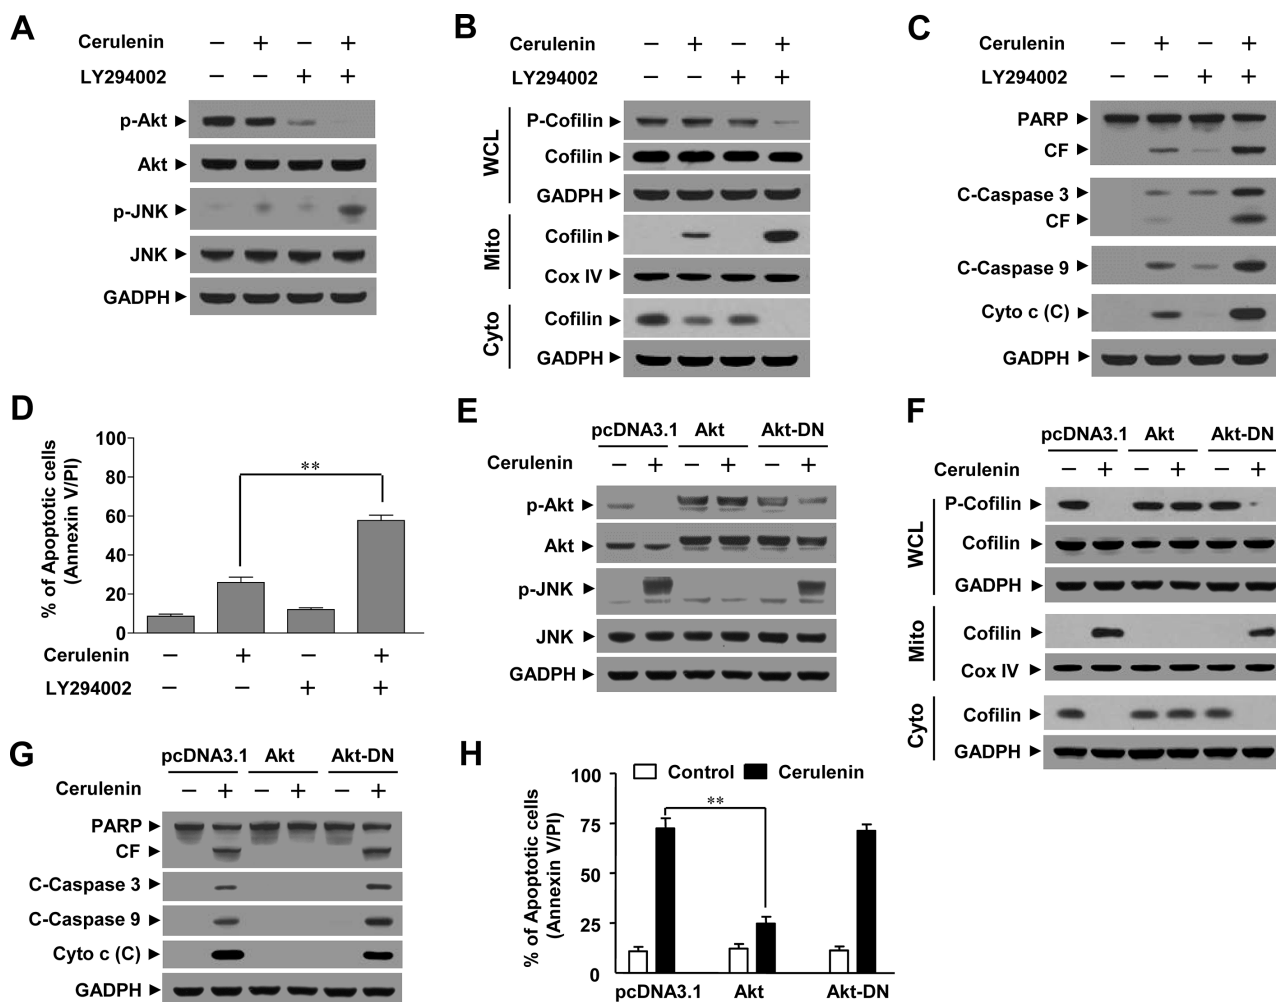 A
Cerulenin − + − +
LY294002 − − + +
p-Akt
Akt
p-JNK
JNK
GADPH
B
Cerulenin − + − +
LY294002 − − + +
WCL
P-Cofilin
Cofilin
GADPH
Mito
Cofilin
Cox IV
Cyto
Cofilin
GADPH
C
Cerulenin − + − +
LY294002 − − + +
PARP
CF
C-Caspase 3
CF
C-Caspase 9
Cyto c (C)
GADPH
D
% of Apoptotic cells
(Annexin V/PI)
100
80
60
40
20
0
**
Cerulenin − + − +
LY294002 − − + +
E
pcDNA3.1 Akt Akt-DN
Cerulenin − + − + − +
p-Akt
Akt
p-JNK
JNK
GADPH
F
pcDNA3.1 Akt Akt-DN
Cerulenin − + − + − +
WCL
P-Cofilin
Cofilin
GADPH
Mito
Cofilin
Cox IV
Cyto
Cofilin
GADPH
G
pcDNA3.1 Akt Akt-DN
Cerulenin − + − + − +
PARP
CF
C-Caspase 3
C-Caspase 9
Cyto c (C)
GADPH
H
% of Apoptotic cells
(Annexin V/PI)
100
75
50
25
0
Control Cerulenin
**
pcDNA3.1 Akt Akt-DN